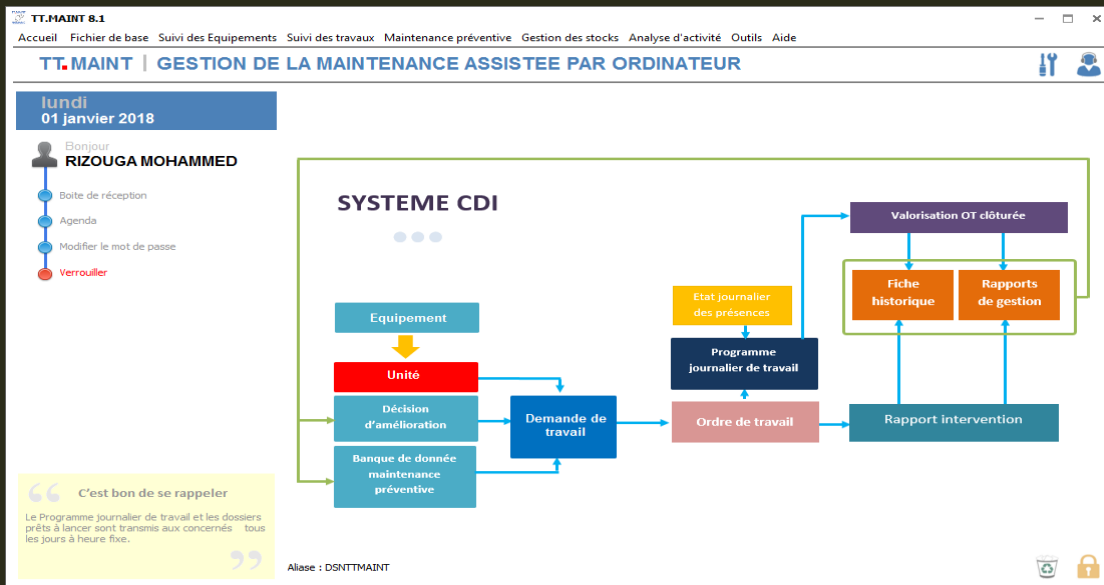 TT.MAINT 8.1
Accueil Fichier de base Suivi des Equipements Suivi des travaux Maintenance préventive Gestion des stocks Analyse d'activité Outils Aide
TT.MAINT | GESTION DE LA MAINTENANCE ASSISTEE PAR ORDINATEUR
lundi
01 janvier 2018
Bonjour
RIZOUGA MOHAMMED
Boite de réception
Agenda
Modifier le mot de passe
Verrouiller
SYSTEME CDI
Valorisation OT clôturée
Fiche
historique
Rapports
de gestion
Etat journalier
des présences
Equipement
Programme
journalier de travail
Unité
Décision
d'amélioration
Demande de
travail
Ordre de travail
Rapport intervention
Banque de donnée
maintenance
préventive
“ C'est bon de se rappeler
Le Programme journalier de travail et les dossiers
prêts à lancer sont transmis aux concernés tous
les jours à heure fixe.
”
Aliase : DSNTTMAINT